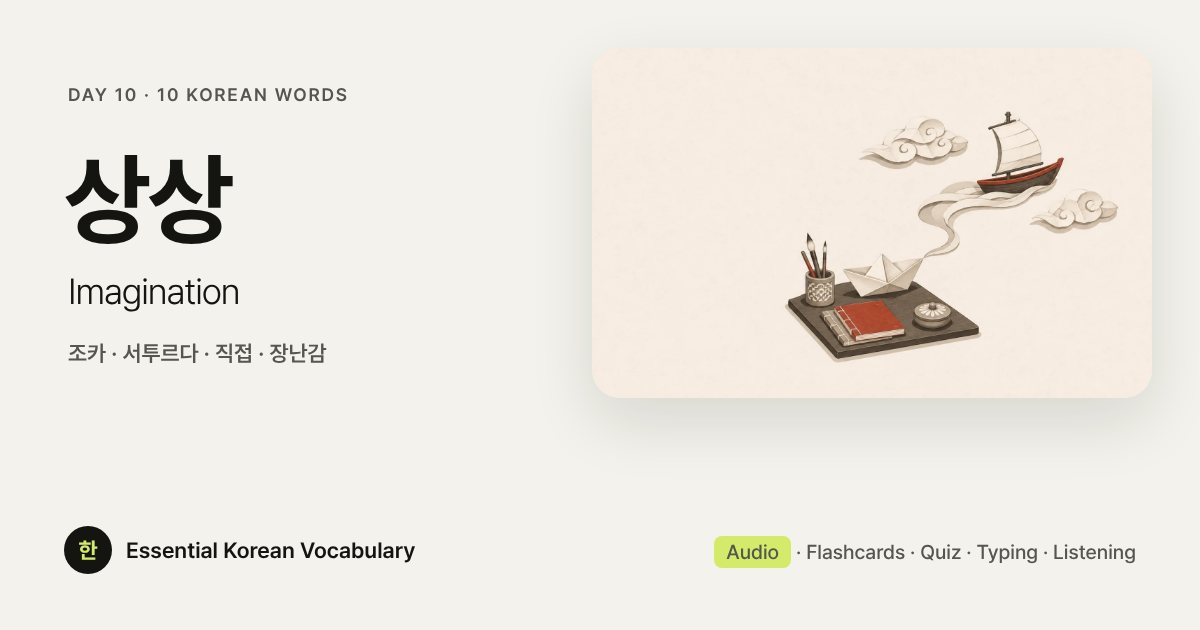 DAY 10 · 10 KOREAN WORDS
상상
Imagination
조카 · 서투르다 · 직접 · 장난감
한 Essential Korean Vocabulary
Audio · Flashcards · Quiz · Typing · Listening